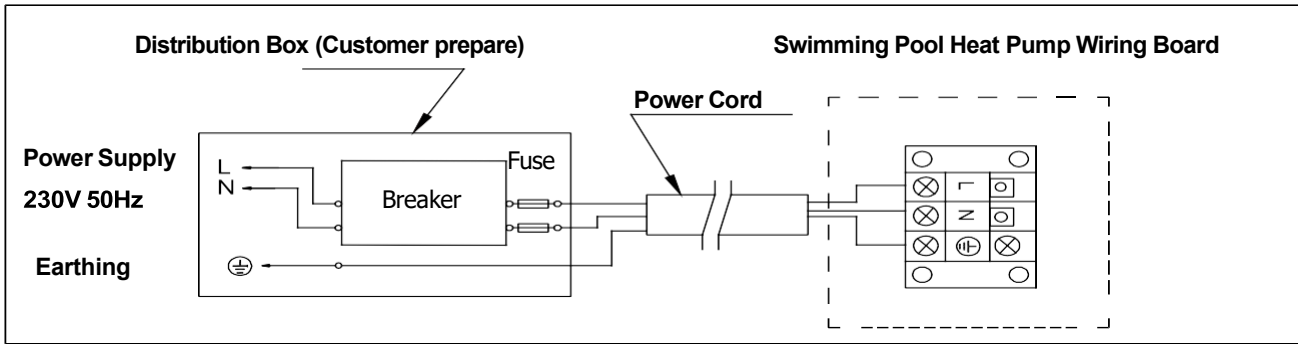 Distribution Box (Customer prepare)
Swimming Pool Heat Pump Wiring Board
Power Cord
Power Supply
230V 50Hz
Earthing
L
N
Fuse
Breaker
L
N